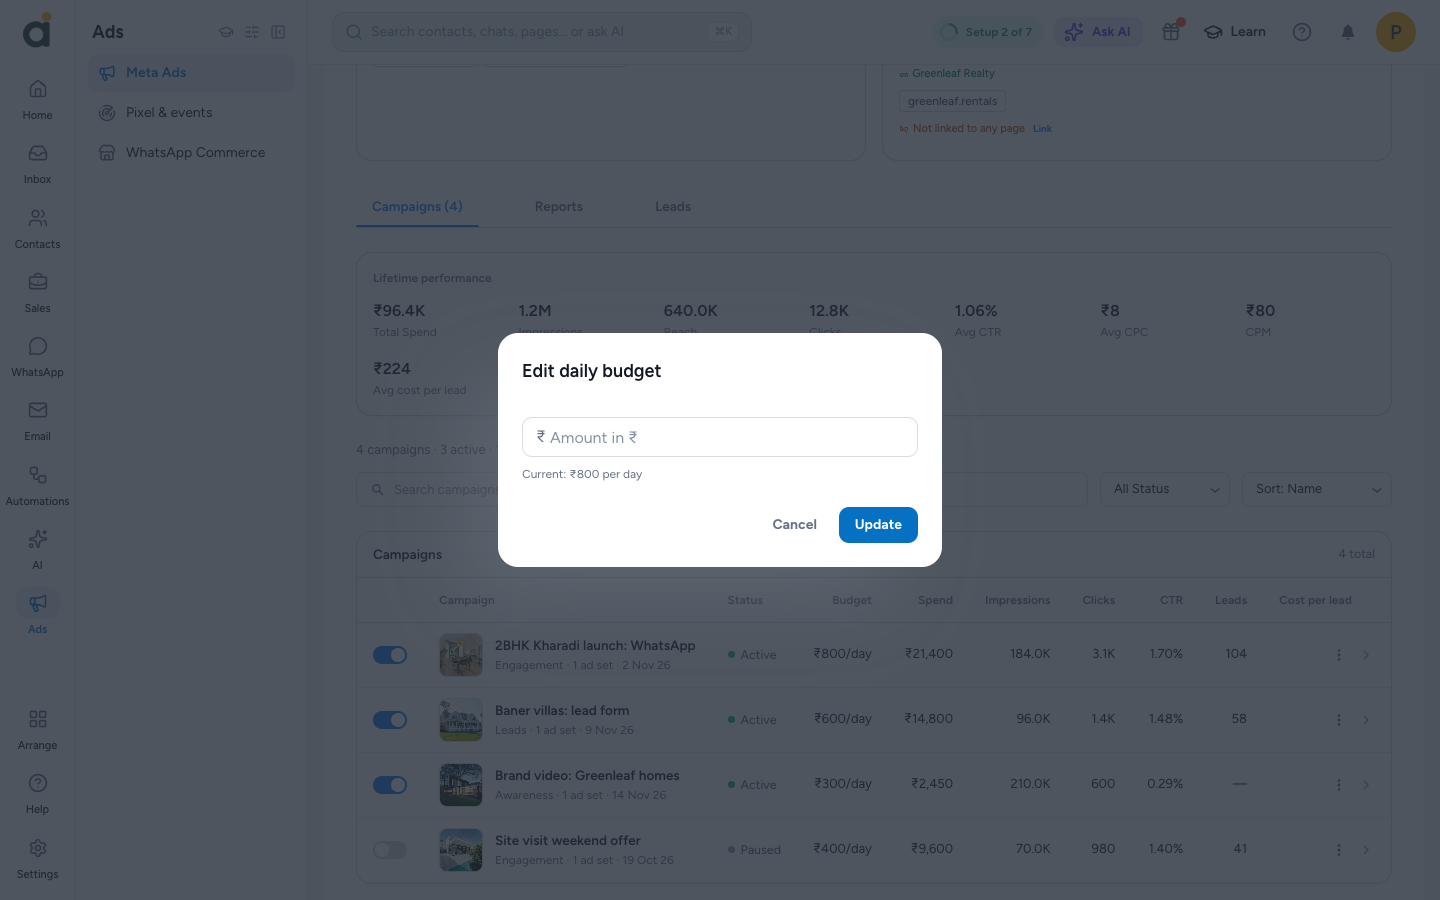 Ads
Search contacts, chats, pages... or ask AI
⌘K
Setup 2 of 7
Ask AI
Learn
P
Home
Inbox
Contacts
Sales
WhatsApp
Email
Automations
AI
Ads
Arrange
Help
Settings
Meta Ads
Pixel & events
WhatsApp Commerce
Greenleaf Realty
greenleaf.rentals
Not linked to any page Link
Campaigns (4)
Reports
Leads
Lifetime performance
₹96.4K
Total Spend
1.2M
Impressions
640.0K
Reach
12.8K
Clicks
1.06%
Avg CTR
₹8
Avg CPC
₹80
CPM
₹224
Avg cost per lead
Edit daily budget
₹ Amount in ₹
Current: ₹800 per day
Cancel
Update
4 campaigns · 3 active ·
Search campaigns
All Status
Sort: Name
Campaigns
4 total
Campaign Status Budget Spend Impressions Clicks CTR Leads Cost per lead
2BHK Kharadi launch: WhatsApp
Engagement · 1 ad set · 2 Nov 26
Active ₹800/day ₹21,400 184.0K 3.1K 1.70% 104
Baner villas: lead form
Leads · 1 ad set · 9 Nov 26
Active ₹600/day ₹14,800 96.0K 1.4K 1.48% 58
Brand video: Greenleaf homes
Awareness · 1 ad set · 14 Nov 26
Active ₹300/day ₹2,450 210.0K 600 0.29% —
Site visit weekend offer
Engagement · 1 ad set · 19 Oct 26
Paused ₹400/day ₹9,600 70.0K 980 1.40% 41